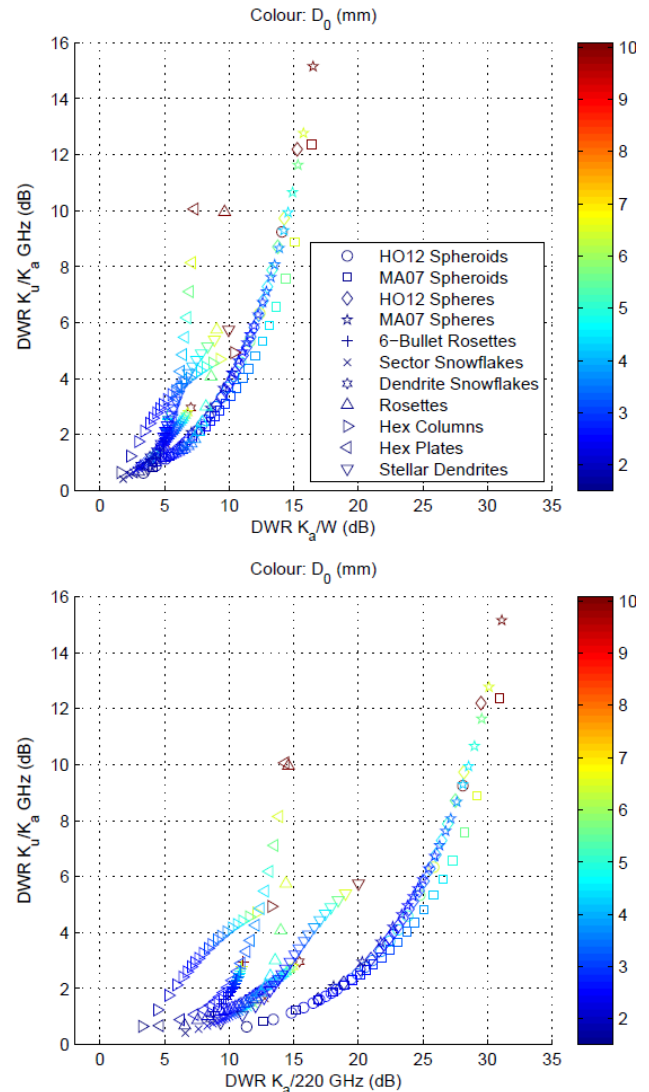 Colour: D₀ (mm)
16
14
12
10
8
6
4
2
0
DWR Kᵤ/Kₐ GHz (dB)
0 5 10 15 20 25 30 35
DWR Kₐ/W (dB)
HO12 Spheroids
MA07 Spheroids
HO12 Spheres
MA07 Spheres
6−Bullet Rosettes
Sector Snowflakes
Dendrite Snowflakes
Rosettes
Hex Columns
Hex Plates
Stellar Dendrites
10
9
8
7
6
5
4
3
2
Colour: D₀ (mm)
16
14
12
10
8
6
4
2
0
DWR Kᵤ/Kₐ GHz (dB)
0 5 10 15 20 25 30 35
DWR Kₐ/220 GHz (dB)
10
9
8
7
6
5
4
3
2